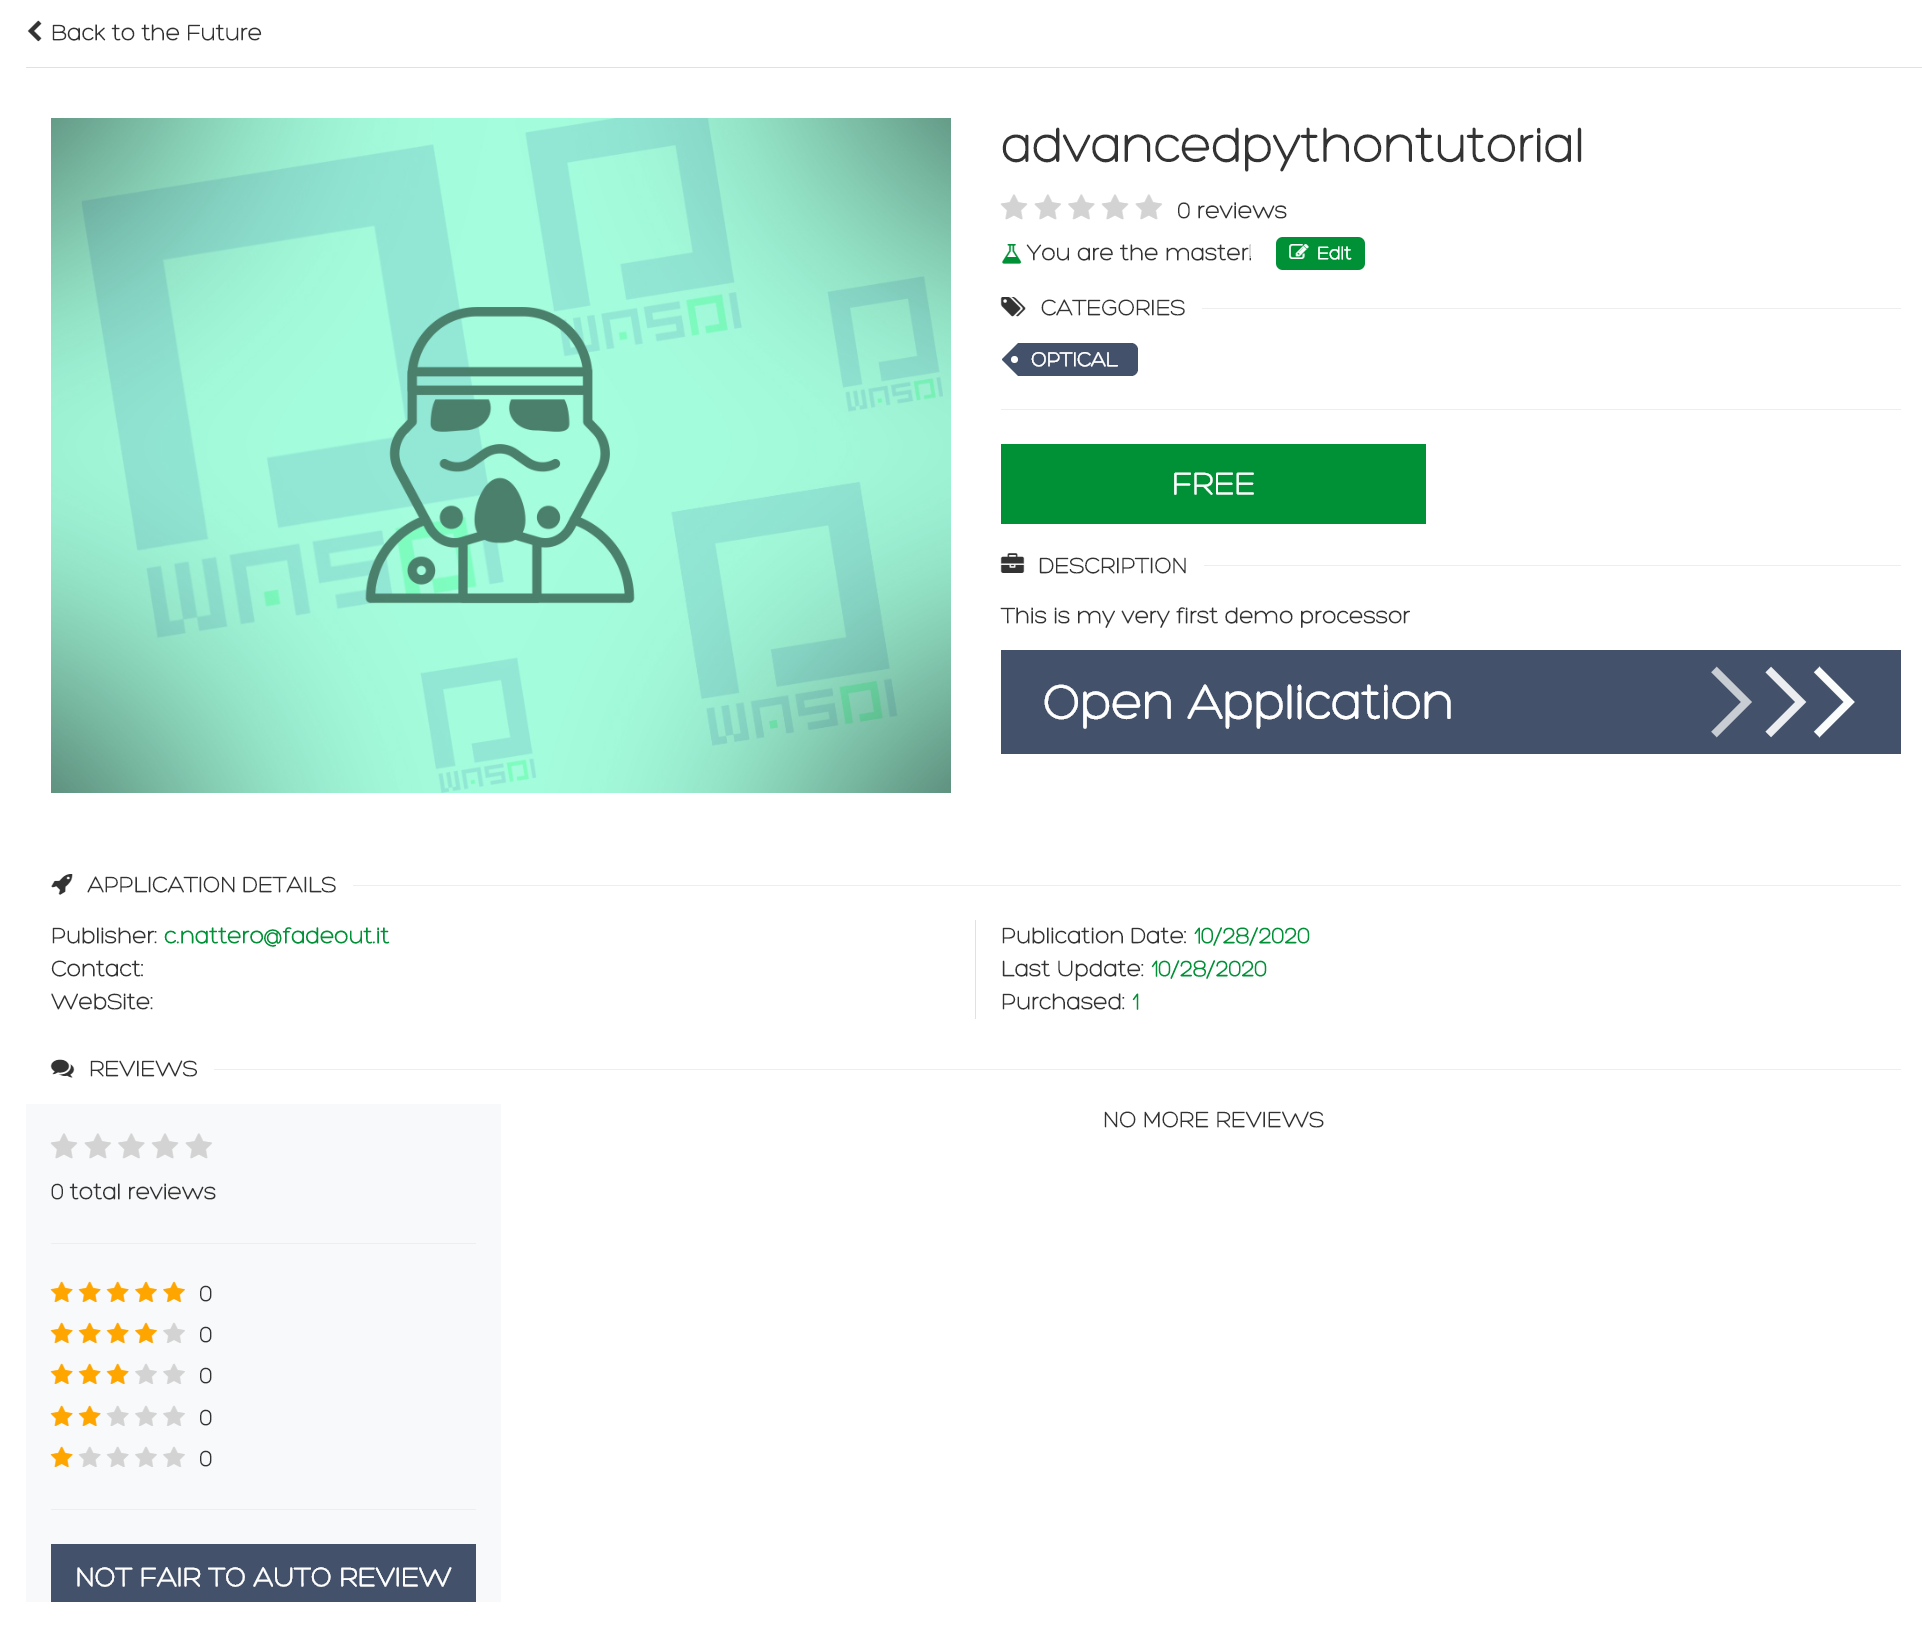 Back to the Future
WASDI
WASDI
WASDI
WASDI
WASDI
advancedpythontutorial
0 reviews
You are the master! Edit
CATEGORIES
OPTICAL
FREE
DESCRIPTION
This is my very first demo processor
Open Application
APPLICATION DETAILS
Publisher: c.nattero@fadeout.it
Contact:
WebSite:
Publication Date: 10/28/2020
Last Update: 10/28/2020
Purchased: 1
REVIEWS
0 total reviews
0
0
0
0
0
NOT FAIR TO AUTO REVIEW
NO MORE REVIEWS